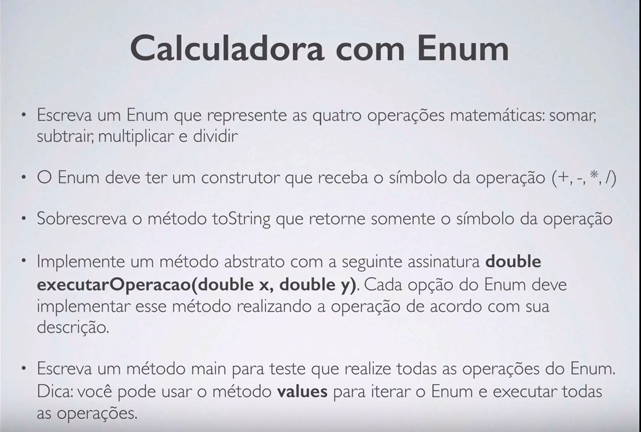 Calculadora com Enum
• Escreva um Enum que represente as quatro operações matemáticas: somar,
subtrair, multiplicar e dividir
• O Enum deve ter um construtor que receba o símbolo da operação (+, -, *, /)
• Sobrescreva o método toString que retorne somente o símbolo da operação
• Implemente um método abstrato com a seguinte assinatura double
executarOperacao(double x, double y). Cada opção do Enum deve
implementar esse método realizando a operação de acordo com sua
descrição.
• Escreva um método main para teste que realize todas as operações do Enum.
Dica: você pode usar o método values para iterar o Enum e executar todas
as operações.